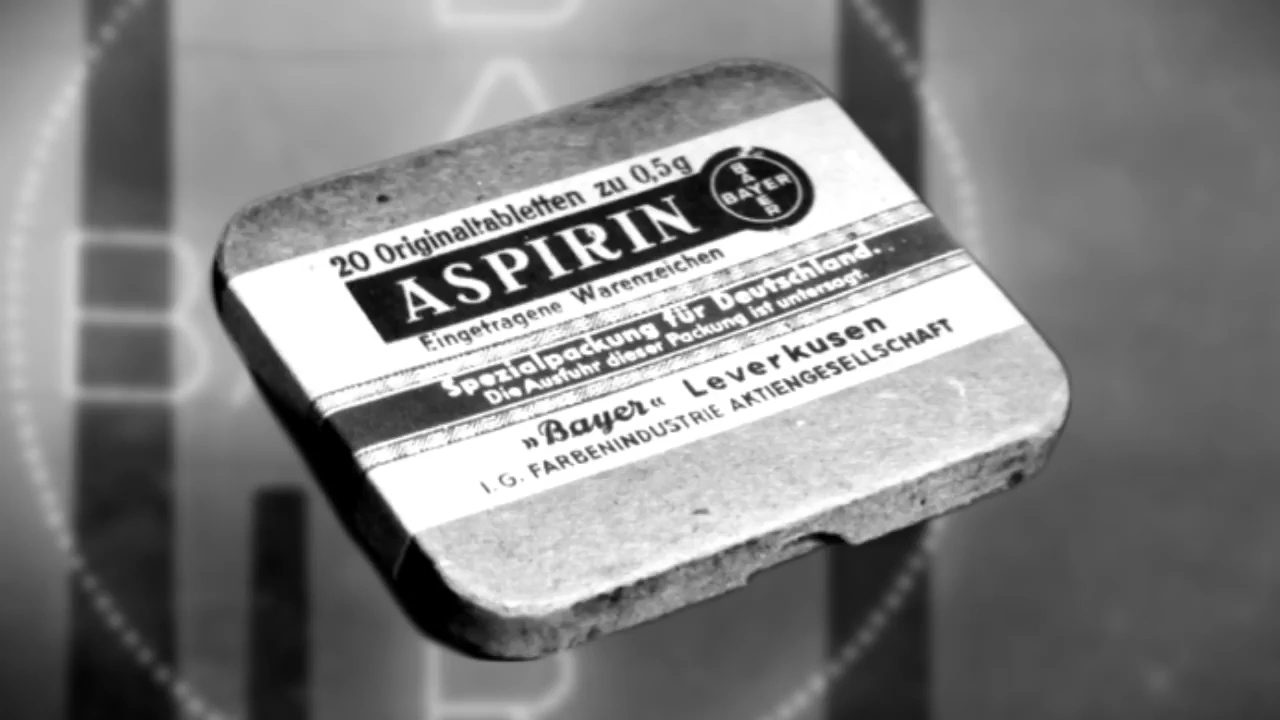 20 Originaltabletten zu 0,5g
ASPIRIN
BAYER
BAYER
Eingetragene Warenzeichen
Spezialpackung für Deutschland.
Die Ausfuhr dieser Packung ist untersagt.
„Bayer“ Leverkusen
I. G. FARBENINDUSTRIE AKTIENGESELLSCHAFT